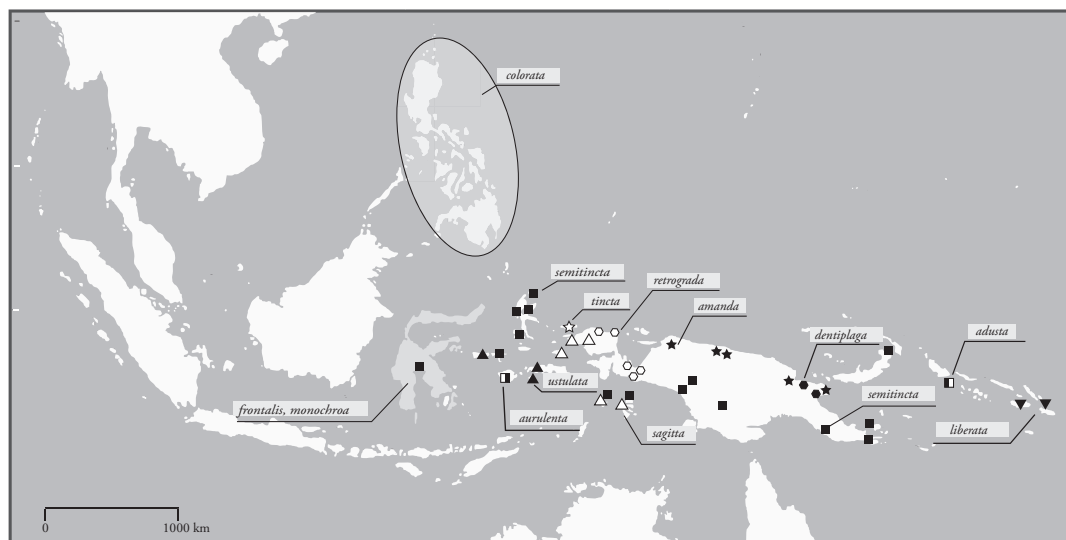 colorata
semitincta
retrograda
tincta
amanda
dentiplaga
adusta
ustulata
semitincta
frontalis, monochroa
aurulenta
sagitta
liberata
0 1000 km